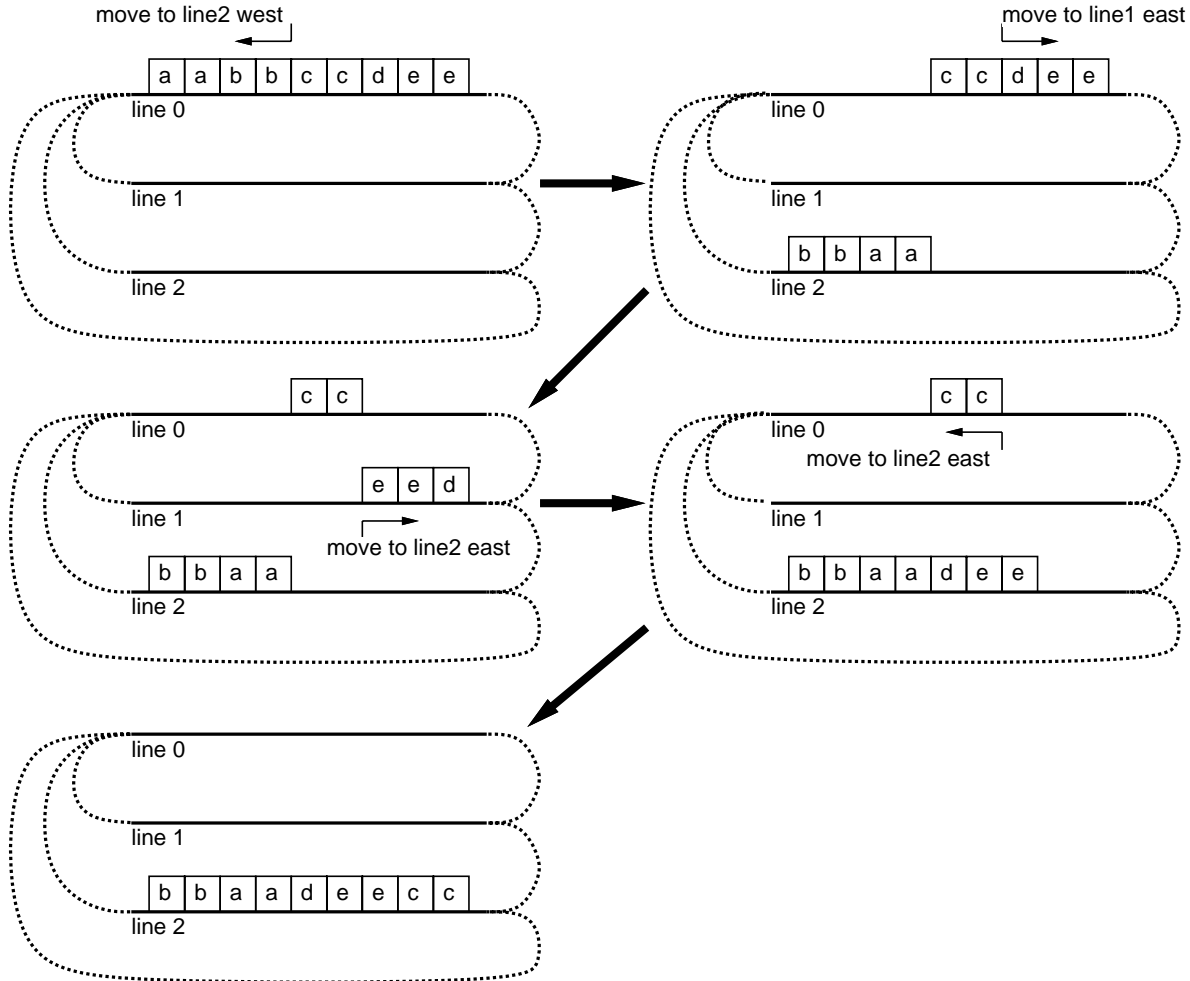 move to line2 west
a a b b c c d e e
line 0
line 1
line 2
move to line1 east
c c d e e
line 0
line 1
b b a a
line 2
c c
line 0
e e d
line 1
move to line2 east
b b a a
line 2
c c
line 0
move to line2 east
line 1
b b a a d e e
line 2
line 0
line 1
b b a a d e e c c
line 2